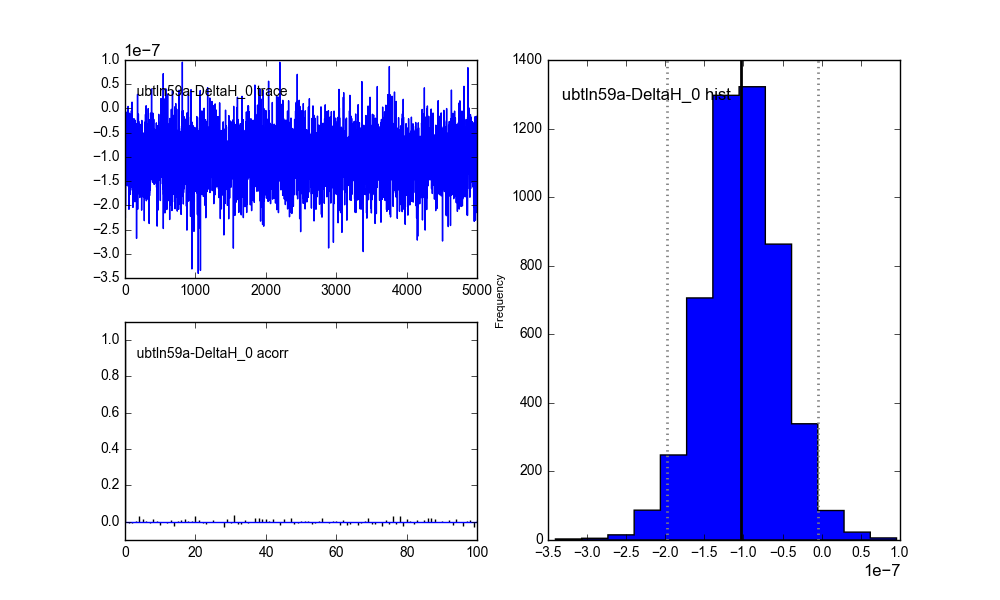 1e−7
1.0
0.5
0.0
−0.5
−1.0
−1.5
−2.0
−2.5
−3.0
−3.5
ubtln59a-DeltaH_0 trace
0 1000 2000 3000 4000 5000
1.0
0.8
0.6
0.4
0.2
0.0
ubtln59a-DeltaH_0 acorr
0 20 40 60 80 100
Frequency
1400
1200
1000
800
600
400
200
0
ubtln59a-DeltaH_0 hist
−3.5 −3.0 −2.5 −2.0 −1.5 −1.0 −0.5 0.0 0.5 1.0
1e−7